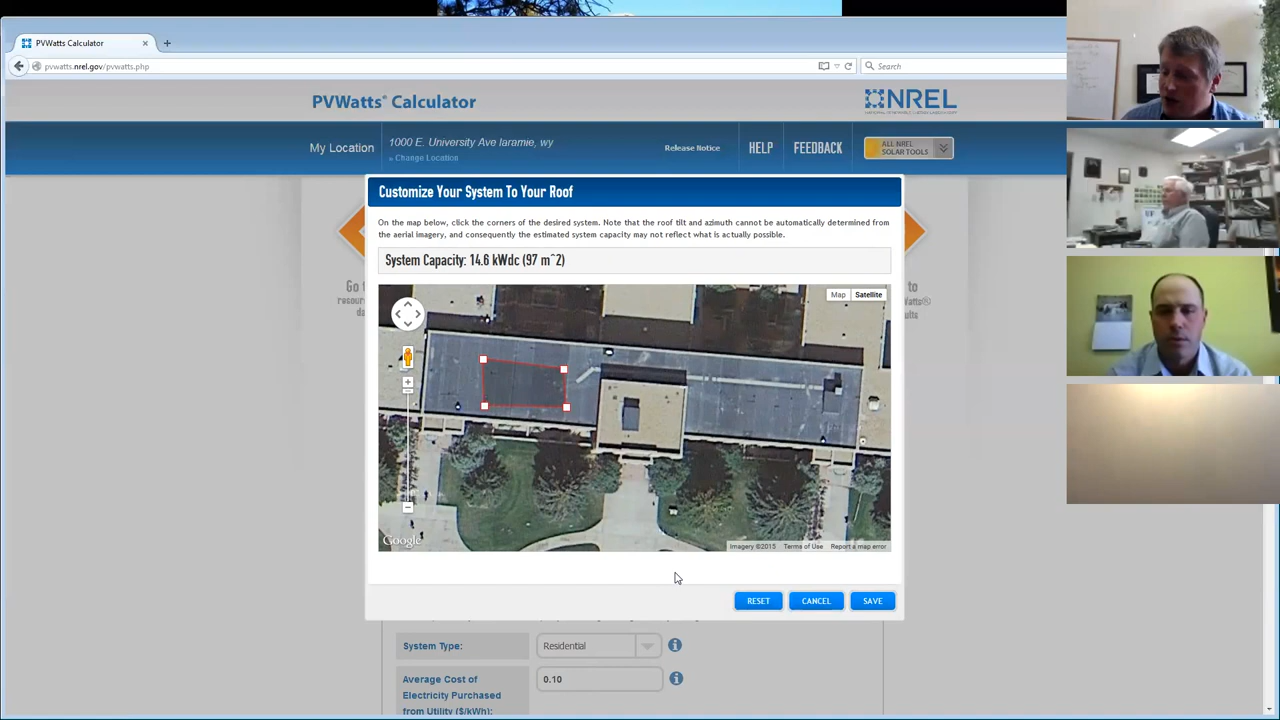 PVWatts Calculator
pvwatts.nrel.gov/pvwatts.php
Search
PVWatts® Calculator
NREL
My Location
1000 E. University Ave laramie, wy
» Change Location
Release Notice
HELP
FEEDBACK
ALL NREL
SOLAR TOOLS
Customize Your System To Your Roof
On the map below, click the corners of the desired system. Note that the roof tilt and azimuth cannot be automatically determined from
the aerial imagery, and consequently the estimated system capacity may not reflect what is actually possible.
System Capacity: 14.6 kWdc (97 m^2)
Map
Satellite
Google
Imagery ©2015
Terms of Use
Report a map error
RESET
CANCEL
SAVE
System Type:
Residential
Average Cost of
Electricity Purchased
from Utility ($/kWh):
0.10